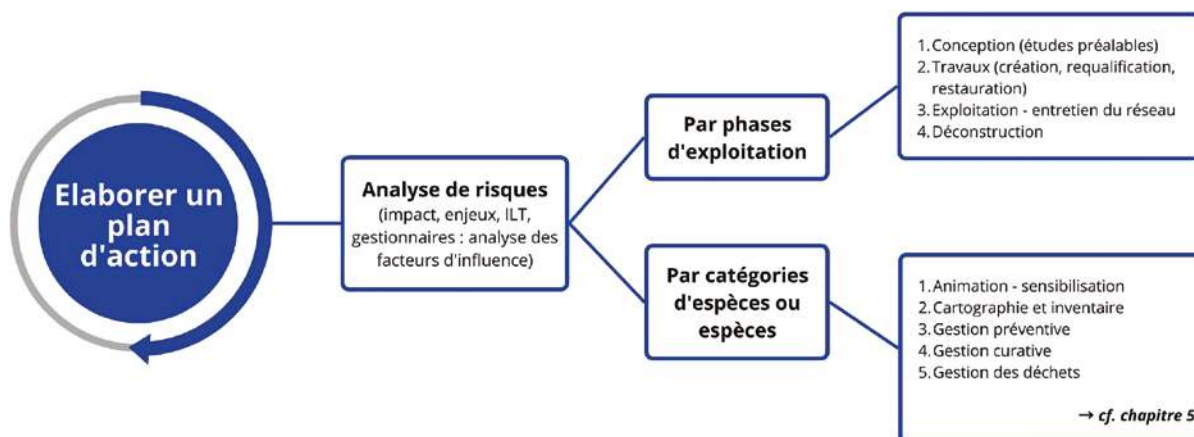 Elaborer un
plan
d'action
Analyse de risques
(impact, enjeux, ILT,
gestionnaires : analyse des
facteurs d'influence)
Par phases
d'exploitation
1. Conception (études préalables)
2. Travaux (création, requalification,
restauration)
3. Exploitation - entretien du réseau
4. Déconstruction
Par catégories
d'espèces ou
espèces
1. Animation - sensibilisation
2. Cartographie et inventaire
3. Gestion préventive
4. Gestion curative
5. Gestion des déchets
→ cf. chapitre 5